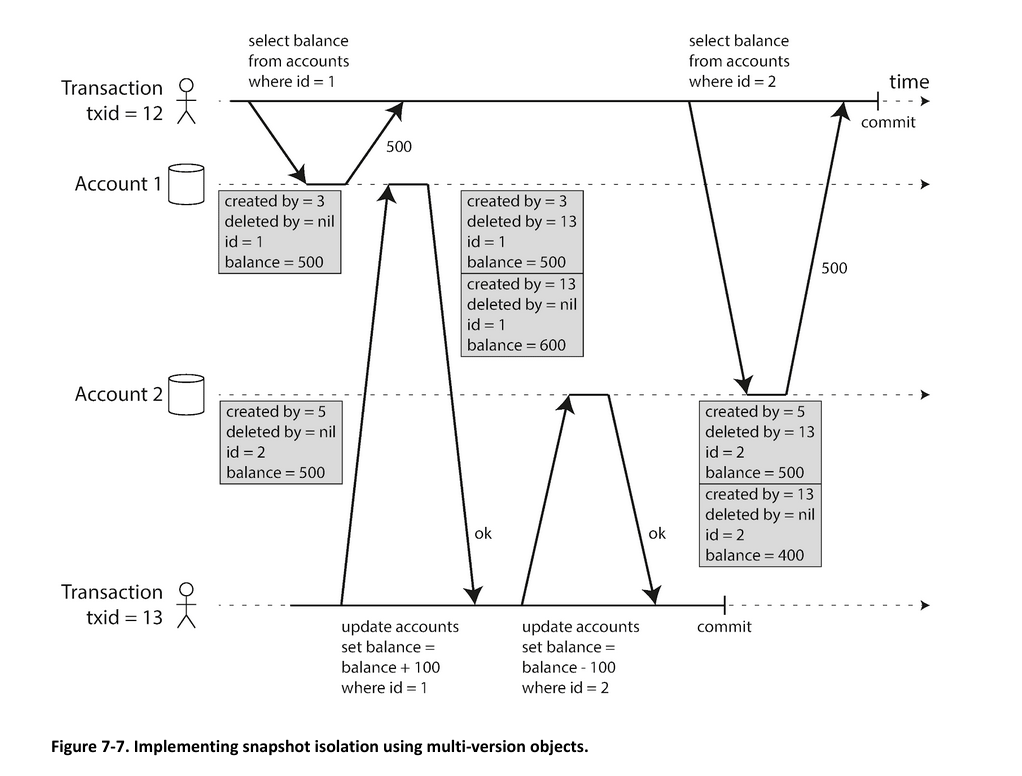 select balance
from accounts
where id = 1
select balance
from accounts
where id = 2
time
Transaction
txid = 12
commit
500
Account 1
created by = 3
deleted by = nil
id = 1
balance = 500
created by = 3
deleted by = 13
id = 1
balance = 500
created by = 13
deleted by = nil
id = 1
balance = 600
500
Account 2
created by = 5
deleted by = nil
id = 2
balance = 500
created by = 5
deleted by = 13
id = 2
balance = 500
created by = 13
deleted by = nil
id = 2
balance = 400
ok
ok
Transaction
txid = 13
update accounts
set balance =
balance + 100
where id = 1
update accounts
set balance =
balance - 100
where id = 2
commit
Figure 7-7. Implementing snapshot isolation using multi-version objects.